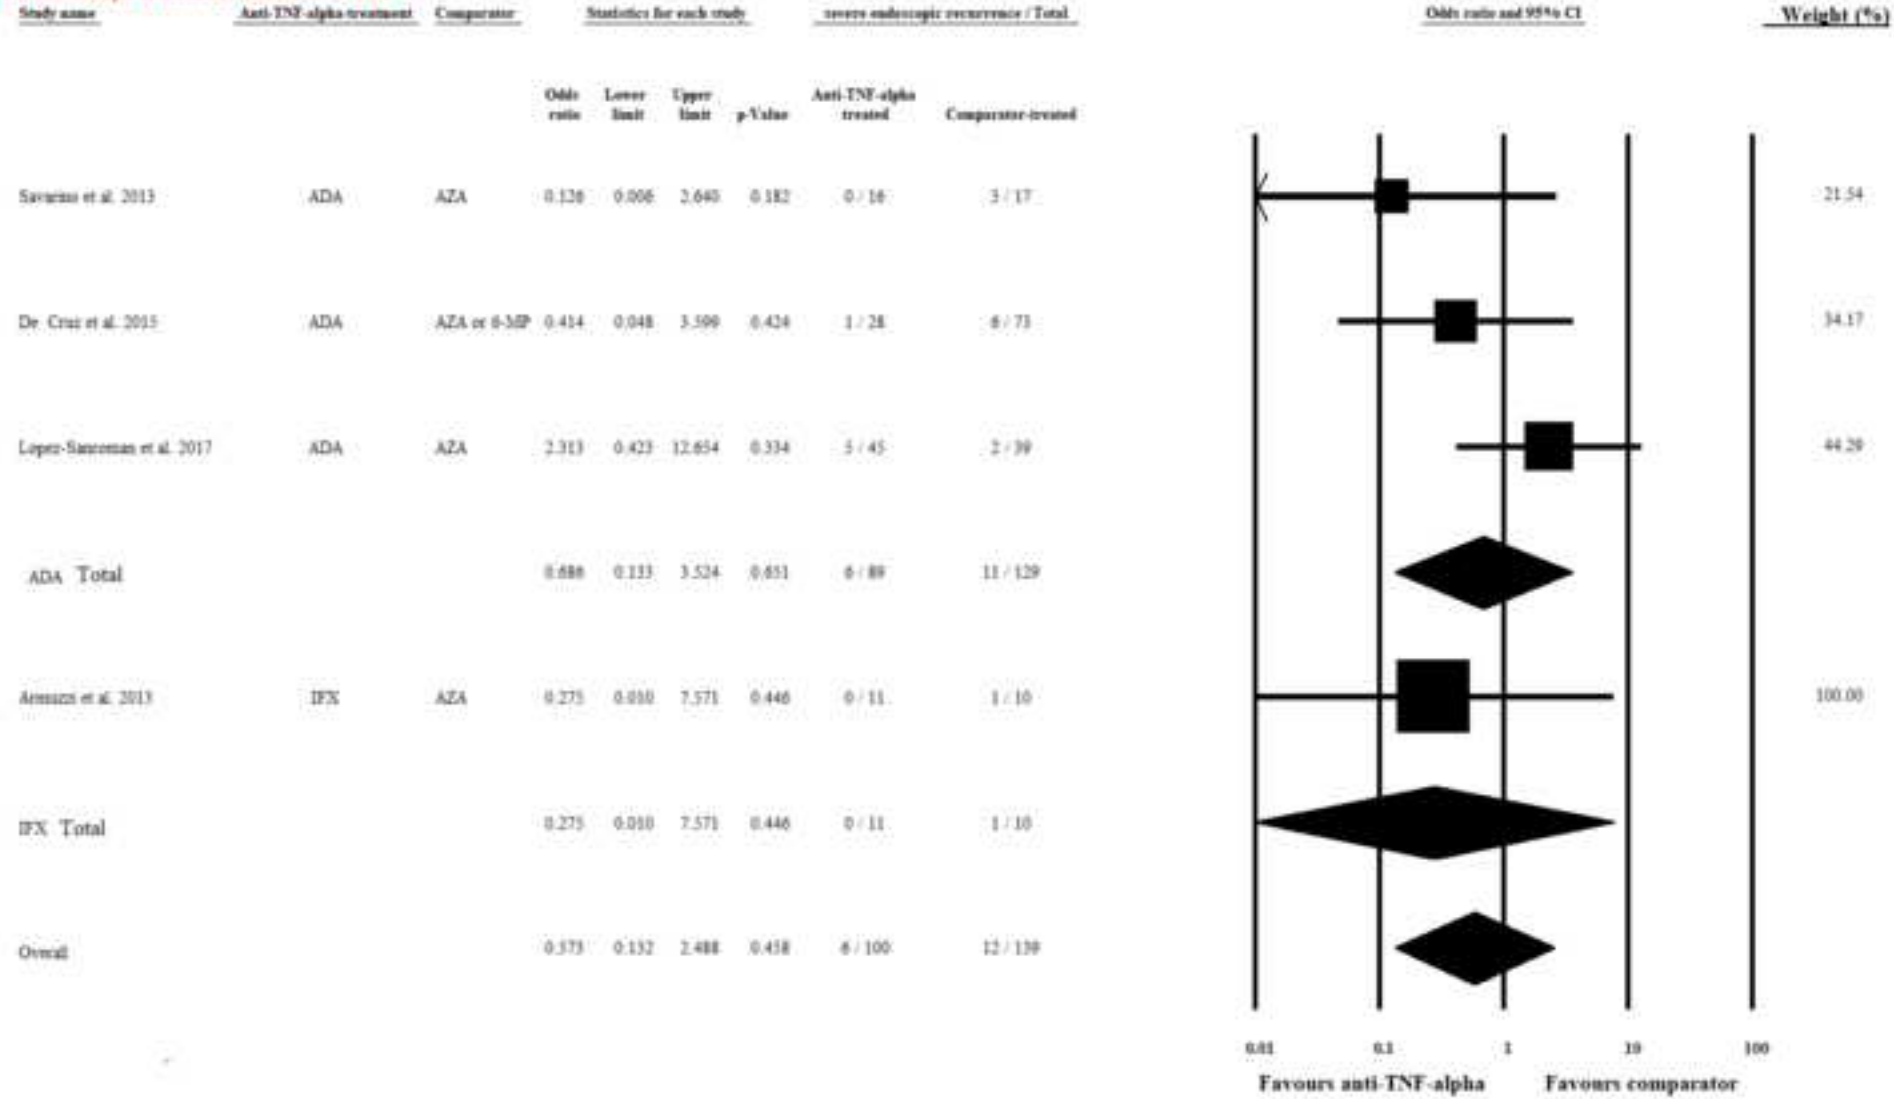 Study name Anti-TNF-alpha-treatment Comparator Statistics for each study severe endoscopic recurrence / Total Odds ratio and 95% CI Weight (%)
Odds ratio Lower limit Upper limit p-Value Anti-TNF-alpha treated Comparator-treated
Savarino et al. 2013 ADA AZA 0.126 0.006 2.640 0.182 0 / 16 3 / 17 21.54
De Cruz et al. 2015 ADA AZA or 6-MP 0.414 0.048 3.599 0.424 1 / 28 6 / 73 34.17
Lopez-Sanroman et al. 2017 ADA AZA 2.313 0.423 12.654 0.334 5 / 45 2 / 39 44.29
ADA Total 0.686 0.133 3.524 0.651 6 / 89 11 / 129
Armuzzi et al. 2013 IFX AZA 0.275 0.010 7.571 0.446 0 / 11 1 / 10 100.00
IFX Total 0.275 0.010 7.571 0.446 0 / 11 1 / 10
Overall 0.573 0.132 2.488 0.458 6 / 100 12 / 139
0.01 0.1 1 10 100
Favours anti-TNF-alpha Favours comparator